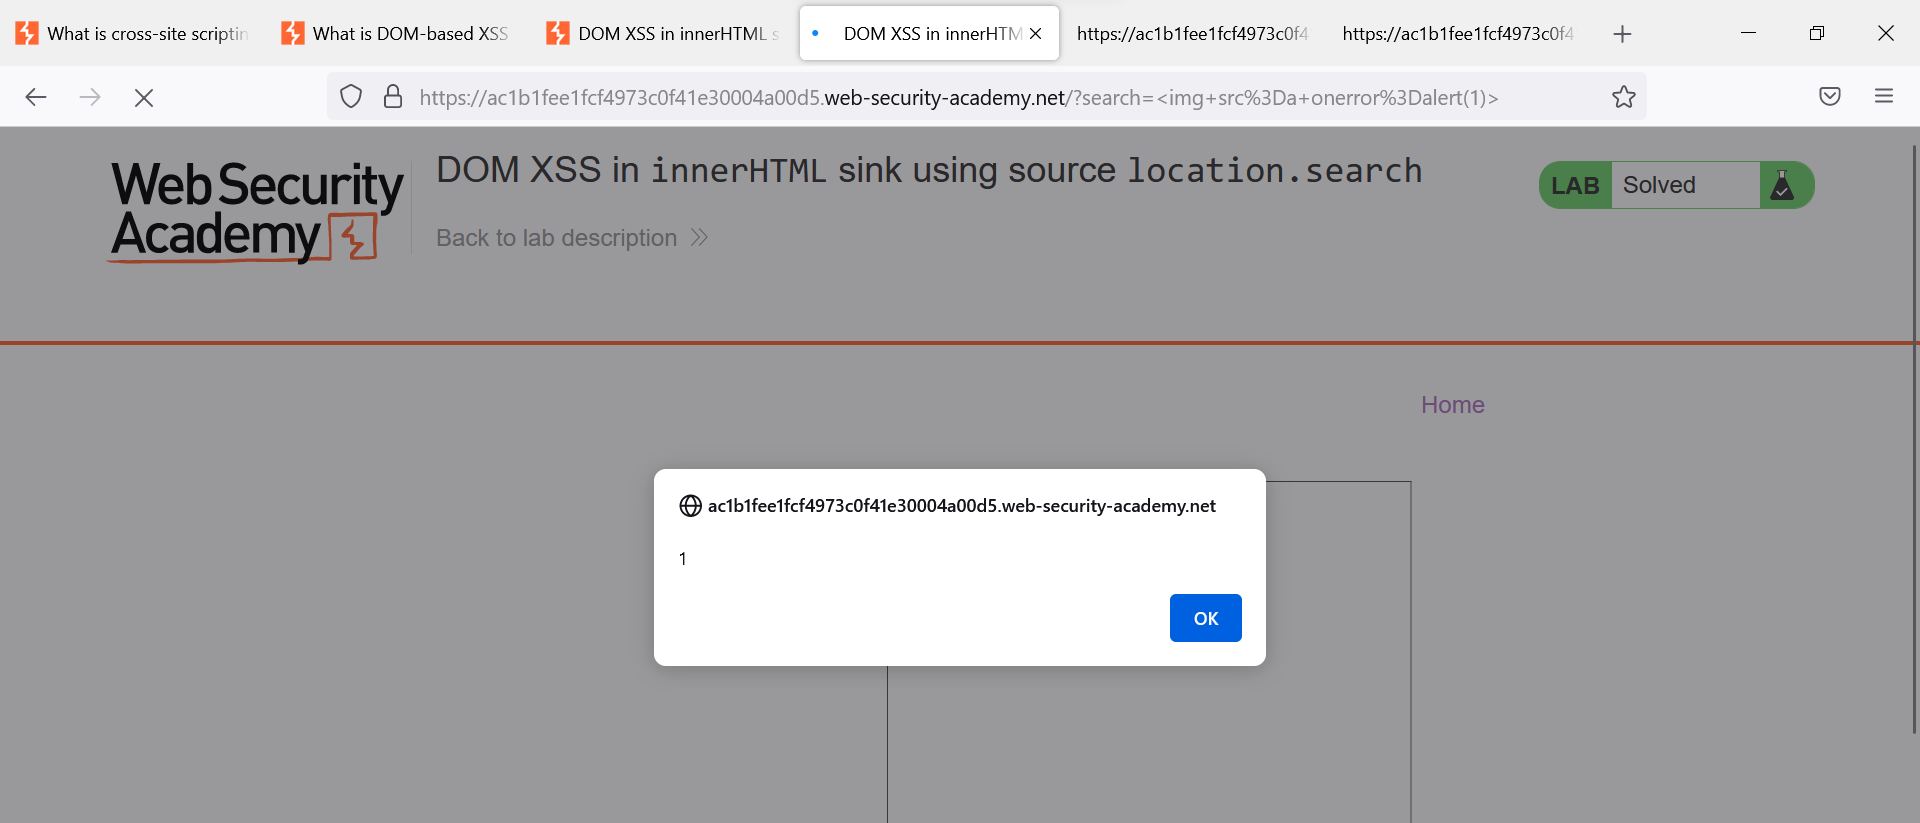 What is cross-site scriptin
What is DOM-based XSS
DOM XSS in innerHTML s
DOM XSS in innerHTM
https://ac1b1fee1fcf4973c0f4
https://ac1b1fee1fcf4973c0f4
https://ac1b1fee1fcf4973c0f41e30004a00d5.web-security-academy.net/?search=<img+src%3Da+onerror%3Dalert(1)>
WebSecurity
Academy
DOM XSS in innerHTML sink using source location.search
Back to lab description
LAB Solved
Home
ac1b1fee1fcf4973c0f41e30004a00d5.web-security-academy.net
1
OK